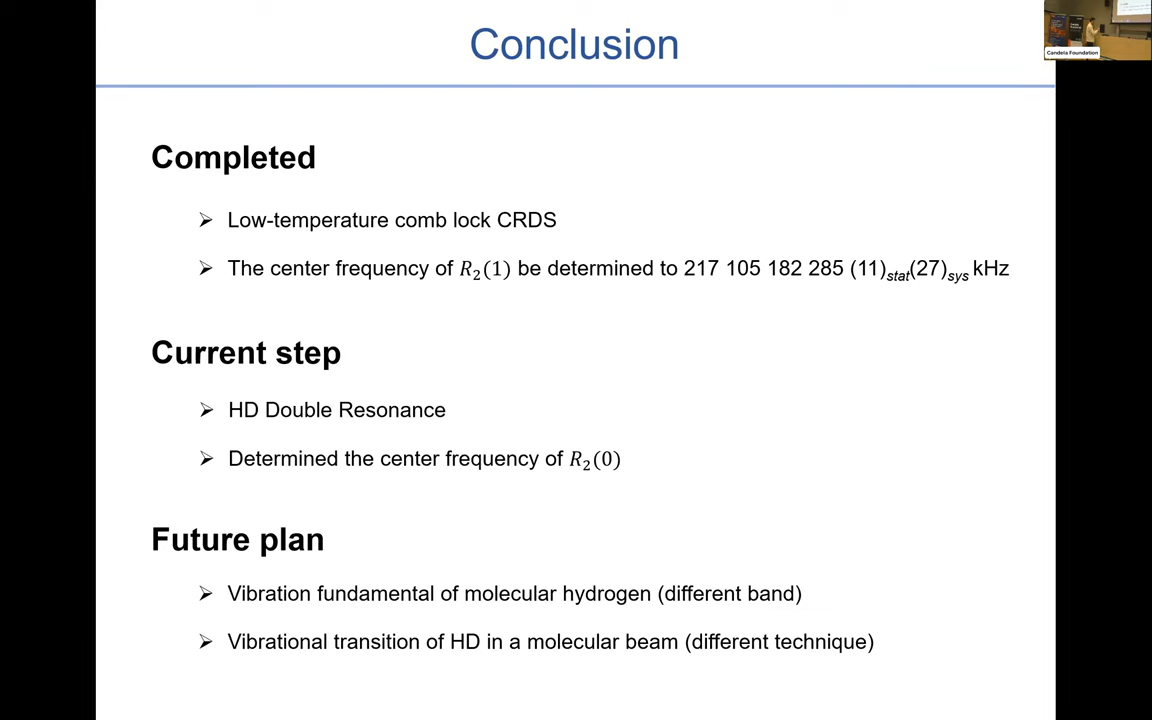 Conclusion
Candela Foundation
Completed
➢ Low-temperature comb lock CRDS
➢ The center frequency of R₂(1) be determined to 217 105 182 285 (11)stat(27)sys kHz
Current step
➢ HD Double Resonance
➢ Determined the center frequency of R₂(0)
Future plan
➢ Vibration fundamental of molecular hydrogen (different band)
➢ Vibrational transition of HD in a molecular beam (different technique)